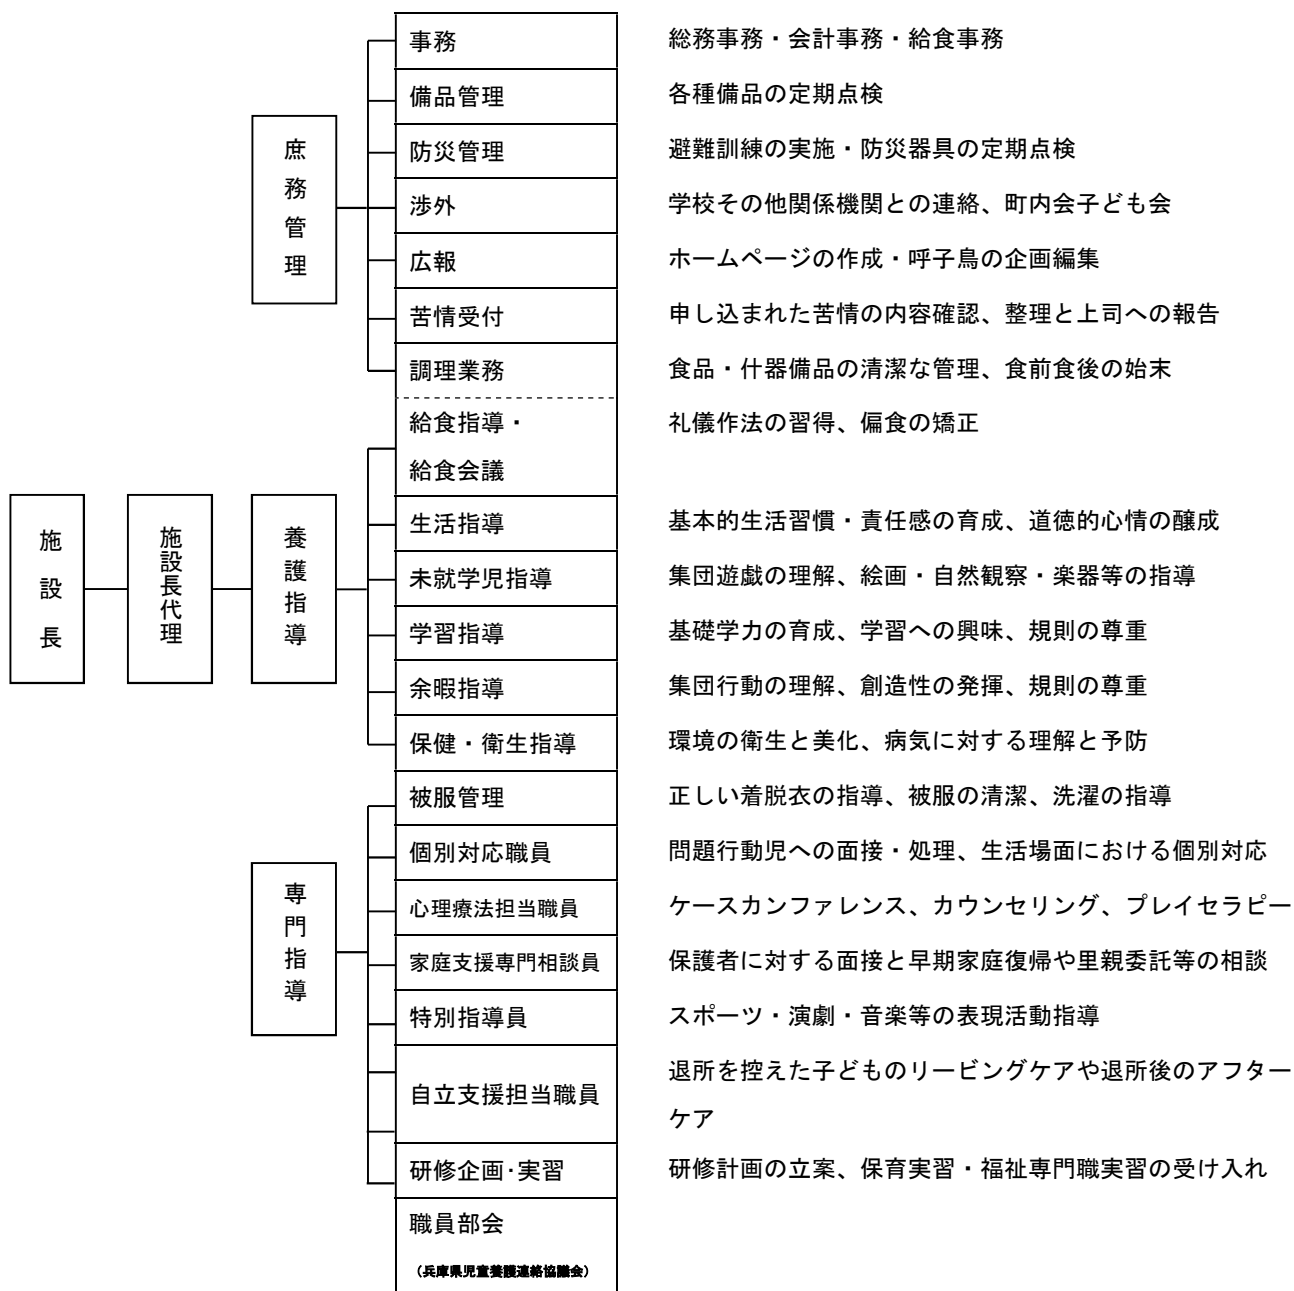 事務 総務事務・会計事務・給食事務
備品管理 各種備品の定期点検
防災管理 避難訓練の実施・防災器具の定期点検
渉外 学校その他関係機関との連絡、町内会子ども会
広報 ホームページの作成・呼子鳥の企画編集
苦情受付 申し込まれた苦情の内容確認、整理と上司への報告
調理業務 食品・什器備品の清潔な管理、食前食後の始末
庶務管理
給食指導・ 礼儀作法の習得、偏食の矯正
給食会議
生活指導 基本的生活習慣・責任感の育成、道徳的心情の醸成
未就学児指導 集団遊戯の理解、絵画・自然観察・楽器等の指導
学習指導 基礎学力の育成、学習への興味、規則の尊重
余暇指導 集団行動の理解、創造性の発揮、規則の尊重
保健・衛生指導 環境の衛生と美化、病気に対する理解と予防
施設長
施設長代理
養護指導
被服管理 正しい着脱衣の指導、被服の清潔、洗濯の指導
個別対応職員 問題行動児への面接・処理、生活場面における個別対応
心理療法担当職員 ケースカンファレンス、カウンセリング、プレイセラピー
家庭支援専門相談員 保護者に対する面接と早期家庭復帰や里親委託等の相談
特別指導員 スポーツ・演劇・音楽等の表現活動指導
自立支援担当職員 退所を控えた子どものリービングケアや退所後のアフター
ケア
研修企画･実習 研修計画の立案、保育実習・福祉専門職実習の受け入れ
専門指導
職員部会
（兵庫県児童養護連絡協議会）